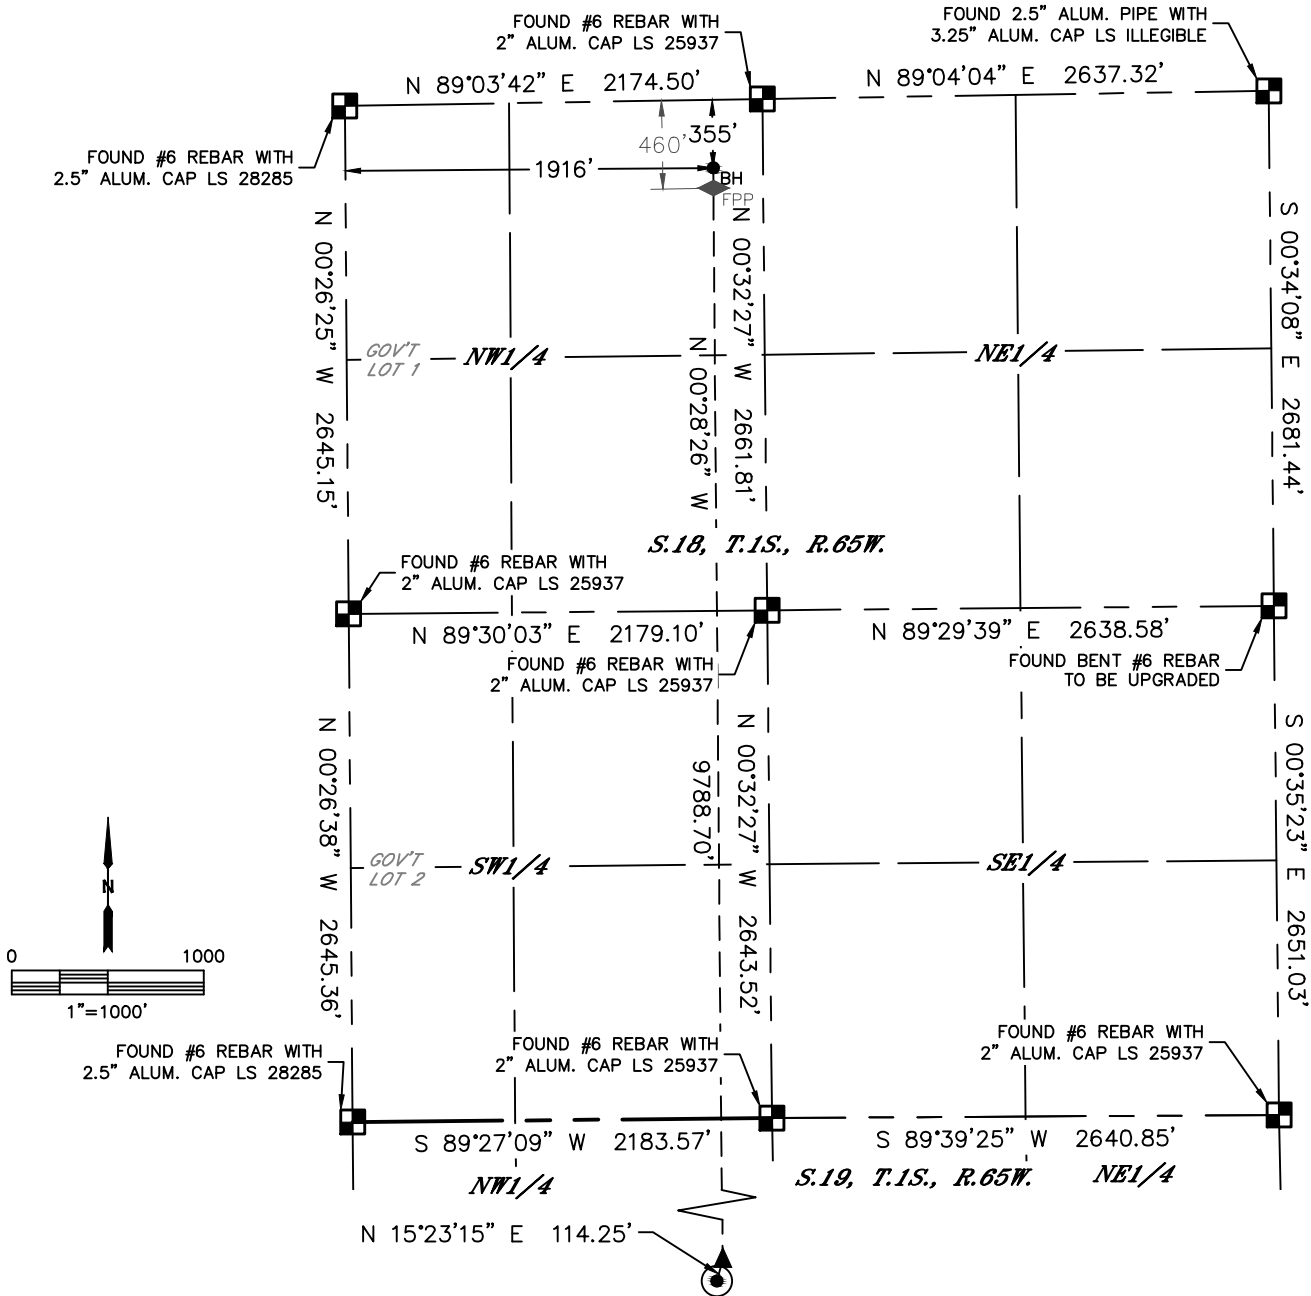 FOUND #6 REBAR WITH
2" ALUM. CAP LS 25937
FOUND 2.5" ALUM. PIPE WITH
3.25" ALUM. CAP LS ILLEGIBLE
N 89°03'42" E 2174.50'
N 89°04'04" E 2637.32'
FOUND #6 REBAR WITH
2.5" ALUM. CAP LS 28285
460'
355'
1916'
BH
FPP
N 00°26'25" W 2645.15'
N 00°32'27" W 2661.81'
N 00°28'26" W
S 00°34'08" E 2681.44'
GOV'T
LOT 1
NW1/4
NE1/4
S.18, T.1S., R.65W.
FOUND #6 REBAR WITH
2" ALUM. CAP LS 25937
N 89°30'03" E 2179.10'
N 89°29'39" E 2638.58'
FOUND #6 REBAR WITH
2" ALUM. CAP LS 25937
FOUND BENT #6 REBAR
TO BE UPGRADED
N 00°26'38" W 2645.36'
9788.70'
N 00°32'27" W 2643.52'
S 00°35'23" E 2651.03'
GOV'T
LOT 2
SW1/4
SE1/4
N
0 1000
1"=1000'
FOUND #6 REBAR WITH
2.5" ALUM. CAP LS 28285
FOUND #6 REBAR WITH
2" ALUM. CAP LS 25937
FOUND #6 REBAR WITH
2" ALUM. CAP LS 25937
S 89°27'09" W 2183.57'
S 89°39'25" W 2640.85'
NW1/4
S.19, T.1S., R.65W.
NE1/4
N 15°23'15" E 114.25'